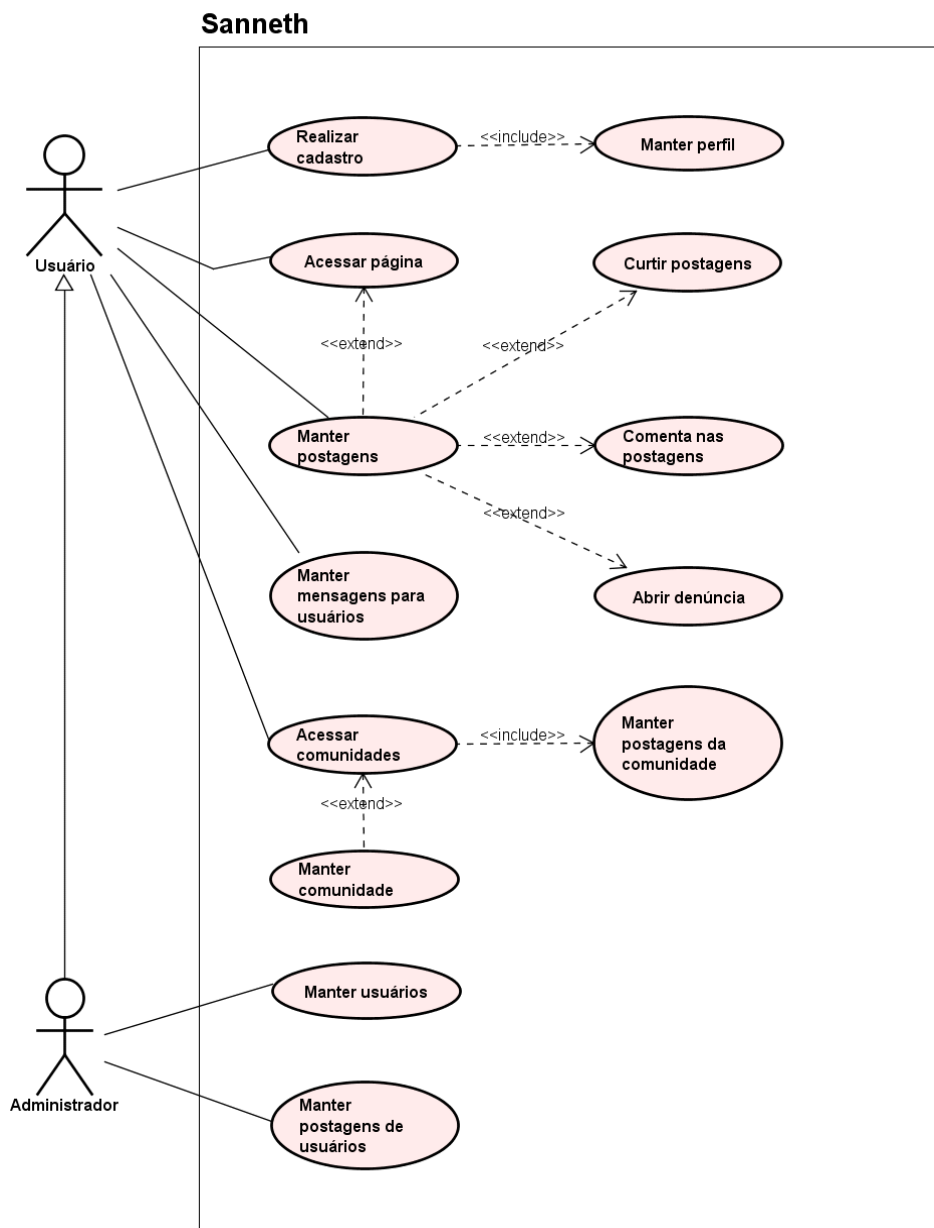 Sanneth
Realizar
cadastro
<<include>>
Manter perfil
Usuário
Acessar página
Curtir postagens
<<extend>>
<<extend>>
Manter
postagens
<<extend>>
Comenta nas
postagens
<<extend>>
Manter
mensagens para
usuários
Abrir denúncia
Acessar
comunidades
<<include>>
Manter
postagens da
comunidade
<<extend>>
Manter
comunidade
Manter usuários
Administrador
Manter
postagens de
usuários